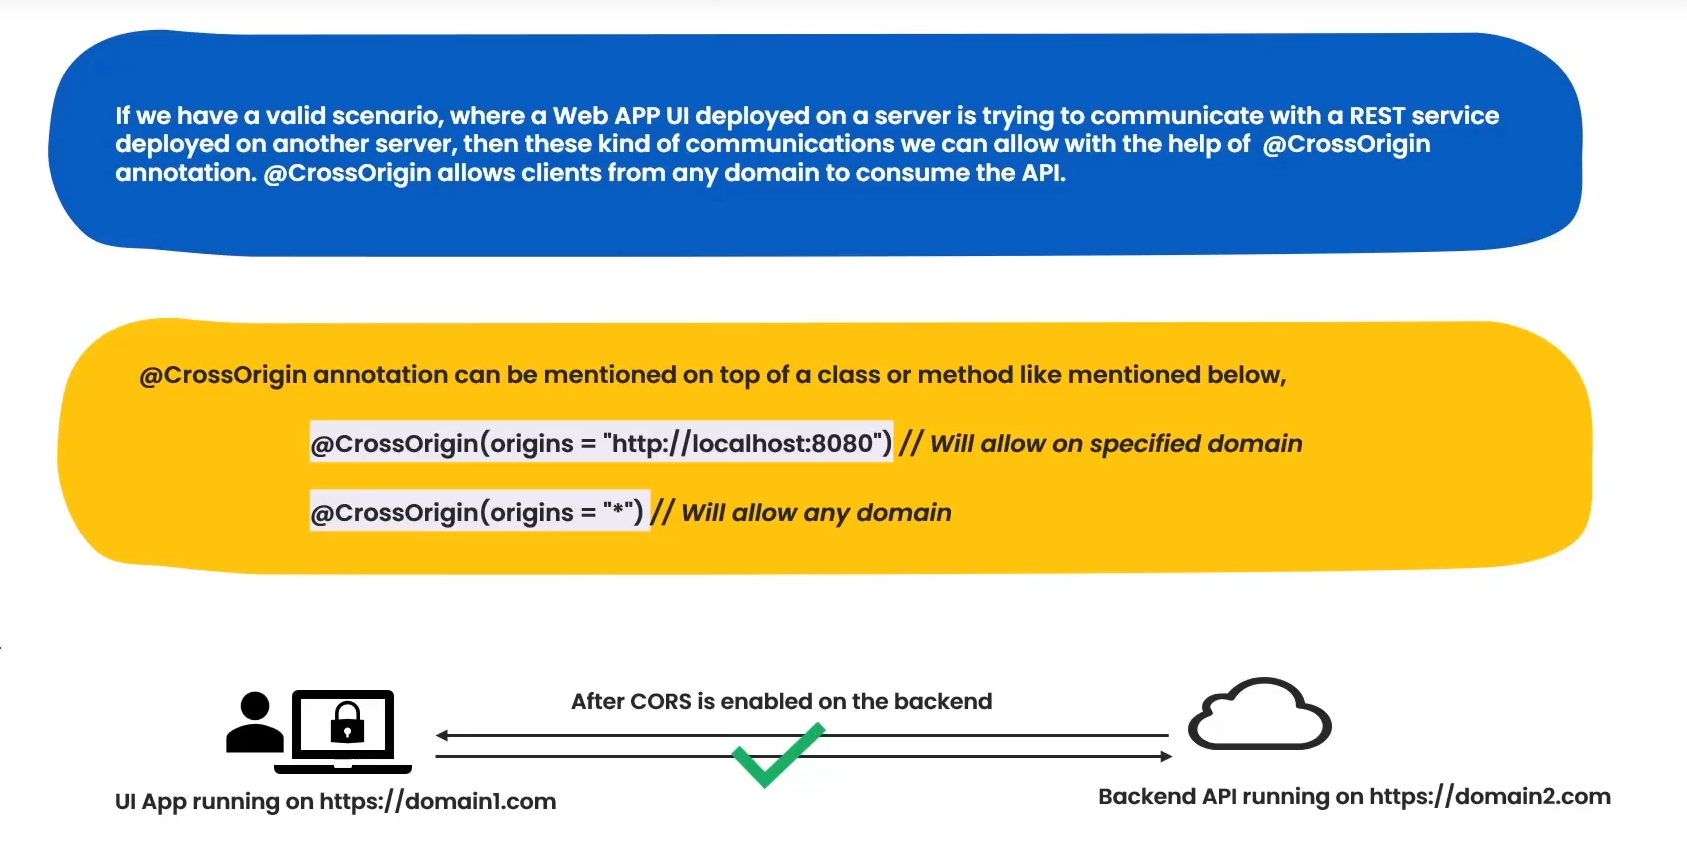 If we have a valid scenario, where a Web APP UI deployed on a server is trying to communicate with a REST service
deployed on another server, then these kind of communications we can allow with the help of @CrossOrigin
annotation. @CrossOrigin allows clients from any domain to consume the API.
@CrossOrigin annotation can be mentioned on top of a class or method like mentioned below,
@CrossOrigin(origins = "http://localhost:8080") // Will allow on specified domain
@CrossOrigin(origins = "*") // Will allow any domain
After CORS is enabled on the backend
UI App running on https://domain1.com
Backend API running on https://domain2.com